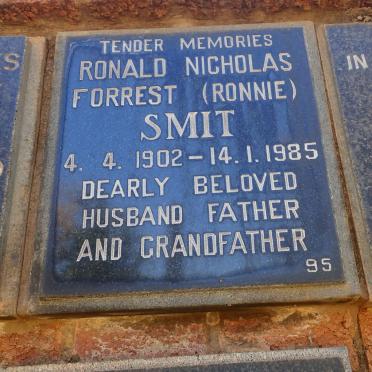 TENDER MEMORIES
RONALD NICHOLAS
FORREST (RONNIE)
SMIT
4. 4. 1902 – 14. 1. 1985
DEARLY BELOVED
HUSBAND FATHER
AND GRANDFATHER
95
IN